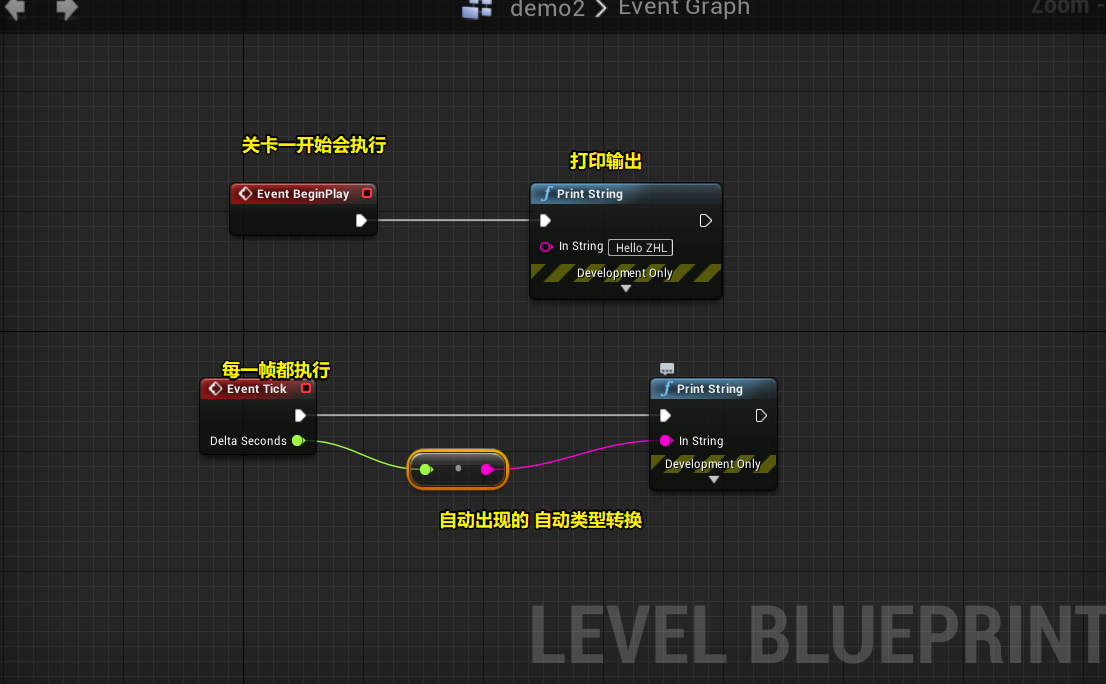 demo2 > Event Graph
Zoom -
关卡一开始会执行
打印输出
Event BeginPlay
Print String
In String Hello ZHL
Development Only
每一帧都执行
Event Tick
Print String
Delta Seconds
In String
Development Only
自动出现的 自动类型转换
LEVEL BLUEPRINT